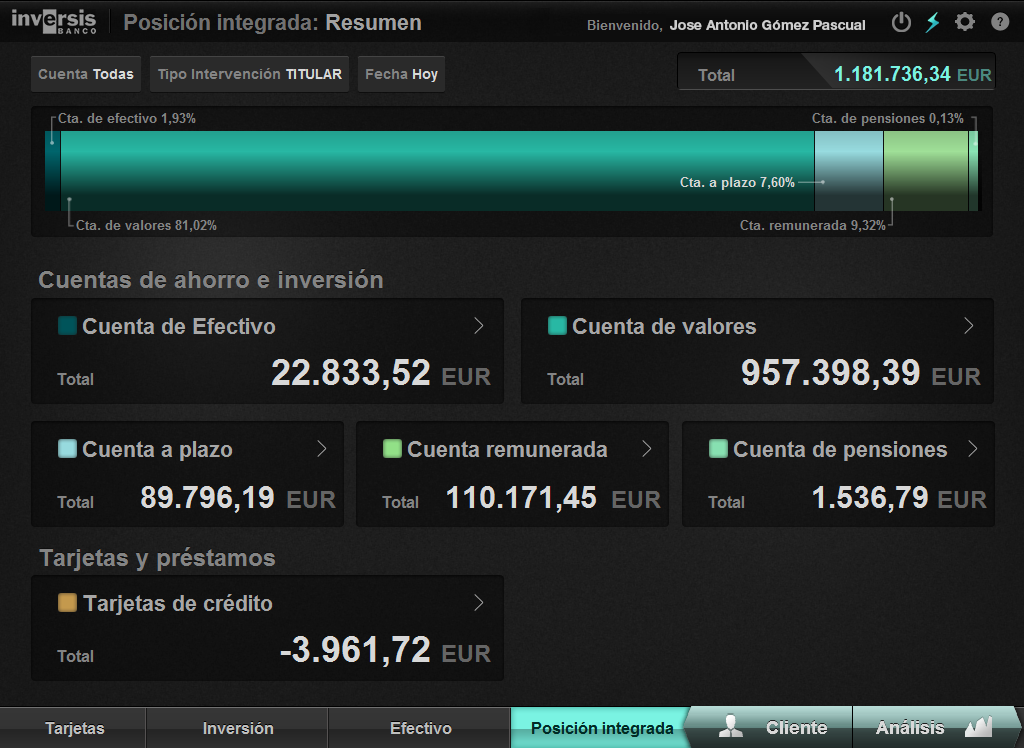 inversis BANCO
Posición integrada: Resumen
Bienvenido, Jose Antonio Gómez Pascual
?
Cuenta Todas
Tipo Intervención TITULAR
Fecha Hoy
Total 1.181.736,34 EUR
Cta. de efectivo 1,93%
Cta. de pensiones 0,13%
Cta. a plazo 7,60%
Cta. de valores 81,02%
Cta. remunerada 9,32%
Cuentas de ahorro e inversión
Cuenta de Efectivo
Total 22.833,52 EUR
Cuenta de valores
Total 957.398,39 EUR
Cuenta a plazo
Total 89.796,19 EUR
Cuenta remunerada
Total 110.171,45 EUR
Cuenta de pensiones
Total 1.536,79 EUR
Tarjetas y préstamos
Tarjetas de crédito
Total -3.961,72 EUR
Tarjetas
Inversión
Efectivo
Posición integrada
Cliente
Análisis